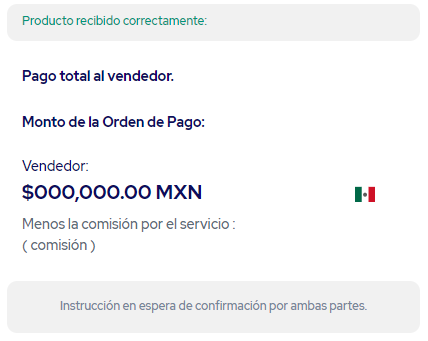 Producto recibido correctamente:
Pago total al vendedor.
Monto de la Orden de Pago:
Vendedor:
$000,000.00 MXN
Menos la comisión por el servicio :
( comisión )
Instrucción en espera de confirmación por ambas partes.